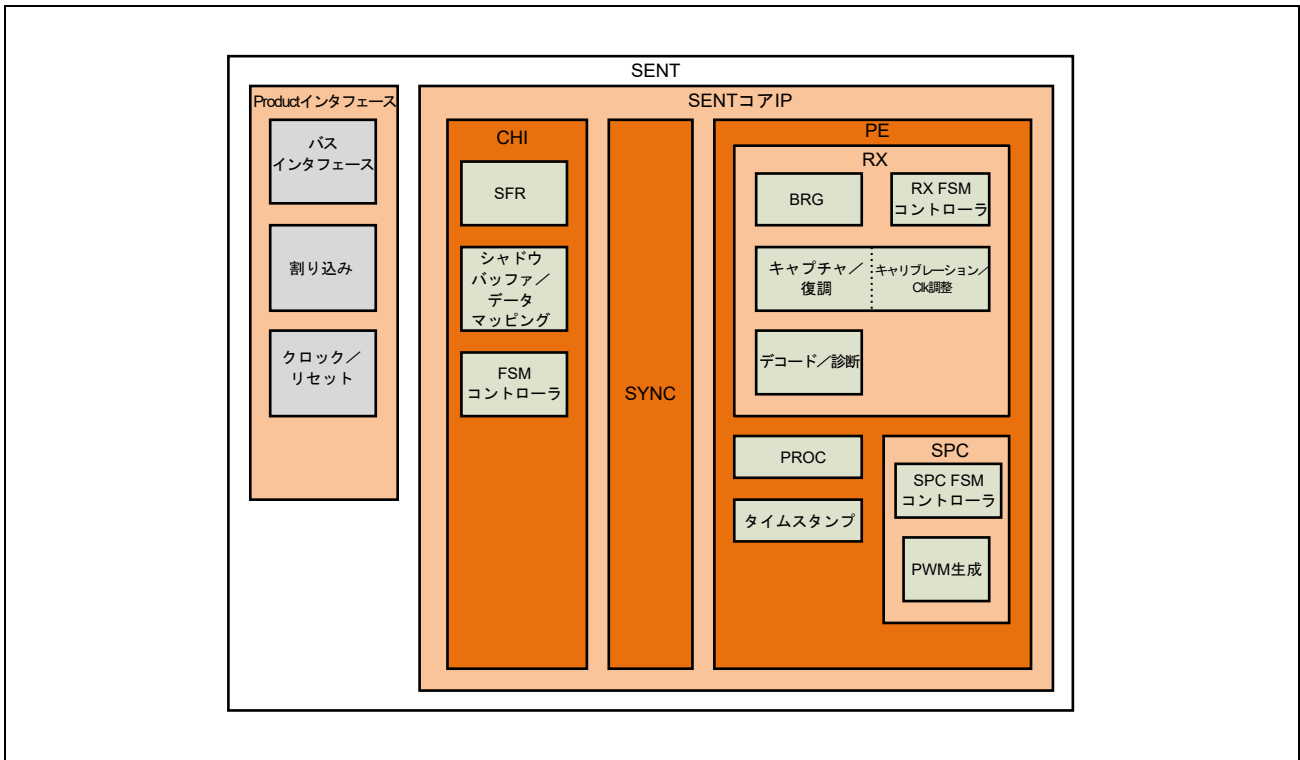 SENT
Productインタフェース
バス
インタフェース
割り込み
クロック／
リセット
SENTコアIP
CHI
SFR
シャドウ
バッファ／
データ
マッピング
FSM
コントローラ
SYNC
PE
RX
BRG
RX FSM
コントローラ
キャプチャ／
復調
キャリブレーション／
Clk調整
デコード／診断
PROC
タイムスタンプ
SPC
SPC FSM
コントローラ
PWM生成